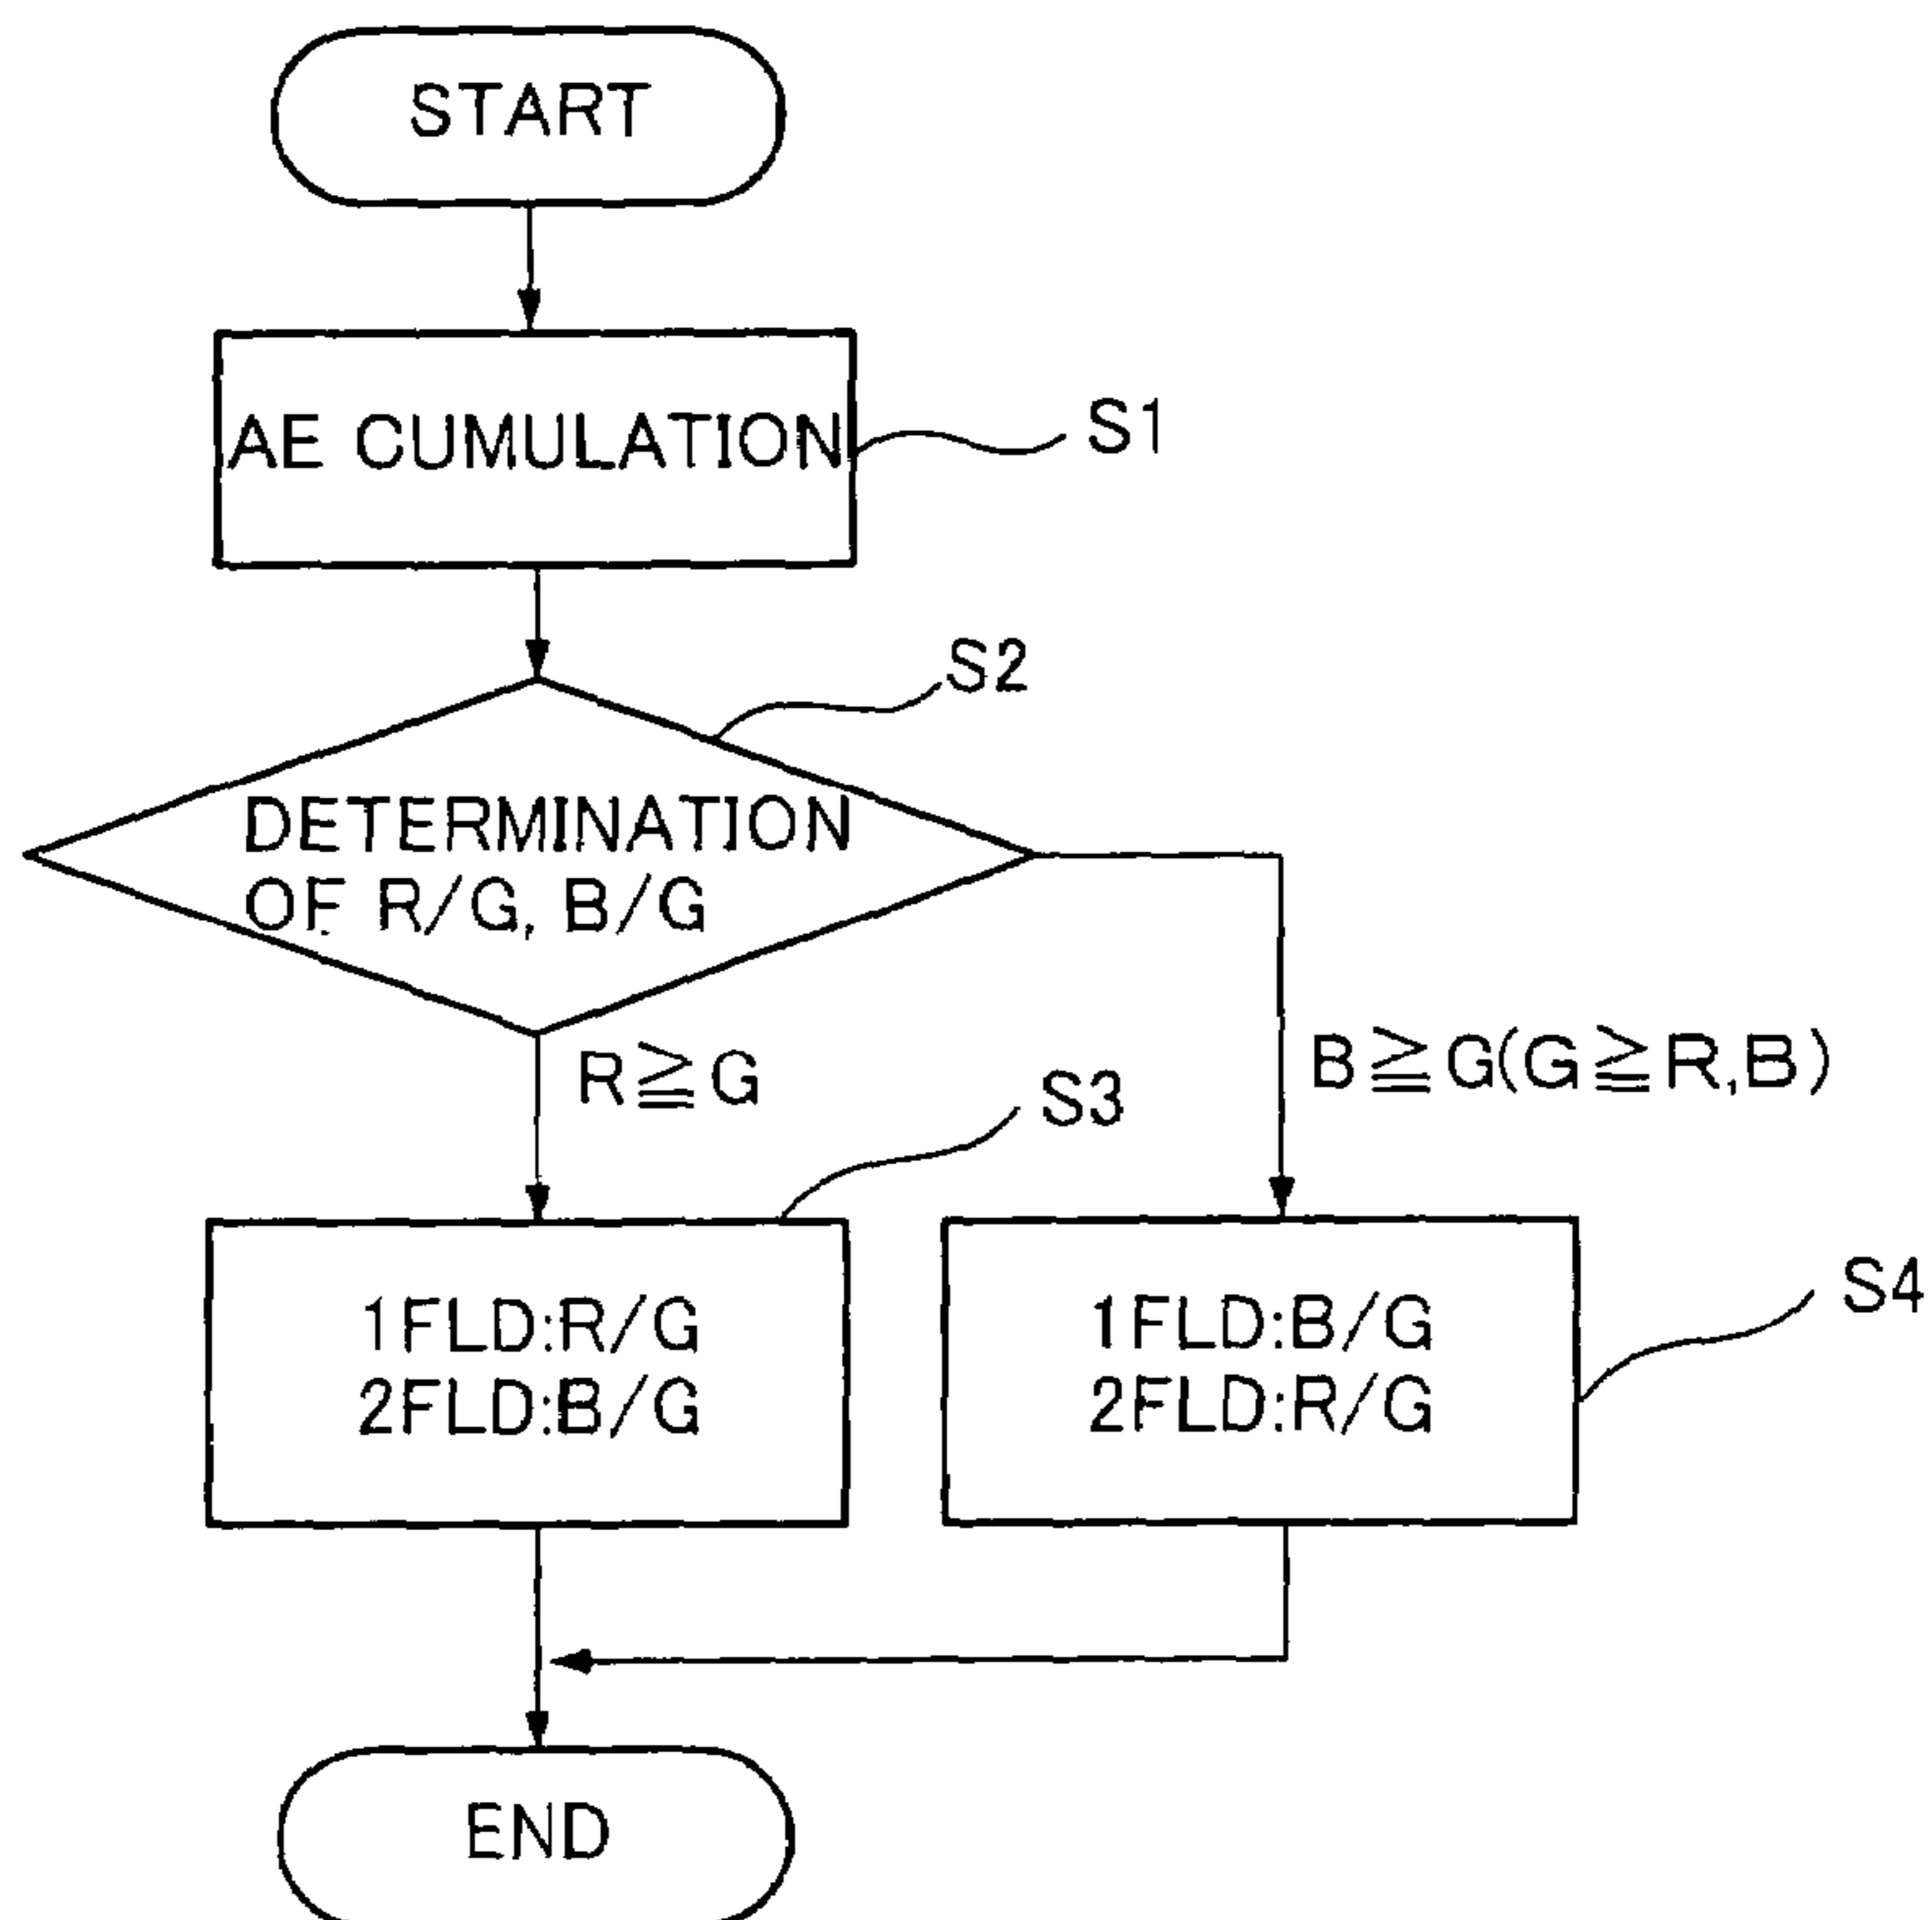 START
AE CUMULATION
S1
S2
DETERMINATION
OF R/G, B/G
R≧G
B≧G(G≧R,B)
S3
1FLD:R/G
2FLD:B/G
1FLD:B/G
2FLD:R/G
S4
END